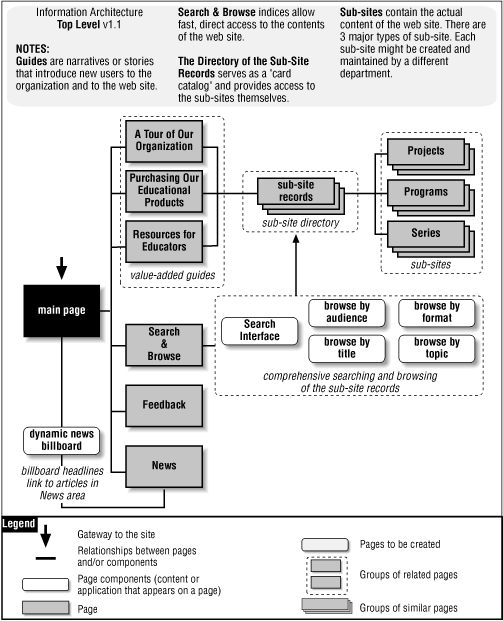 Information Architecture
Top Level v1.1
NOTES:
Guides are narratives or stories
that introduce new users to the
organization and to the web site.
Search & Browse indices allow
fast, direct access to the contents
of the web site.
The Directory of the Sub-Site
Records serves as a 'card
catalog' and provides access
to the sub-sites themselves.
Sub-sites contain the actual
content of the web site. There are
3 major types of sub-site. Each
sub-site might be created and
maintained by a different
department.
A Tour of Our
Organization
Purchasing Our
Educational
Products
Resources for
Educators
value-added guides
sub-site
records
sub-site directory
Projects
Programs
Series
sub-sites
main page
Search
&
Browse
Search
Interface
browse by
audience
browse by
format
browse by
title
browse by
topic
comprehensive searching and browsing
of the sub-site records
Feedback
dynamic news
billboard
billboard headlines
link to articles in
News area
News
Legend
Gateway to the site
Relationships between pages
and/or components
Page components (content or
application that appears on a page)
Page
Pages to be created
Groups of related pages
Groups of similar pages